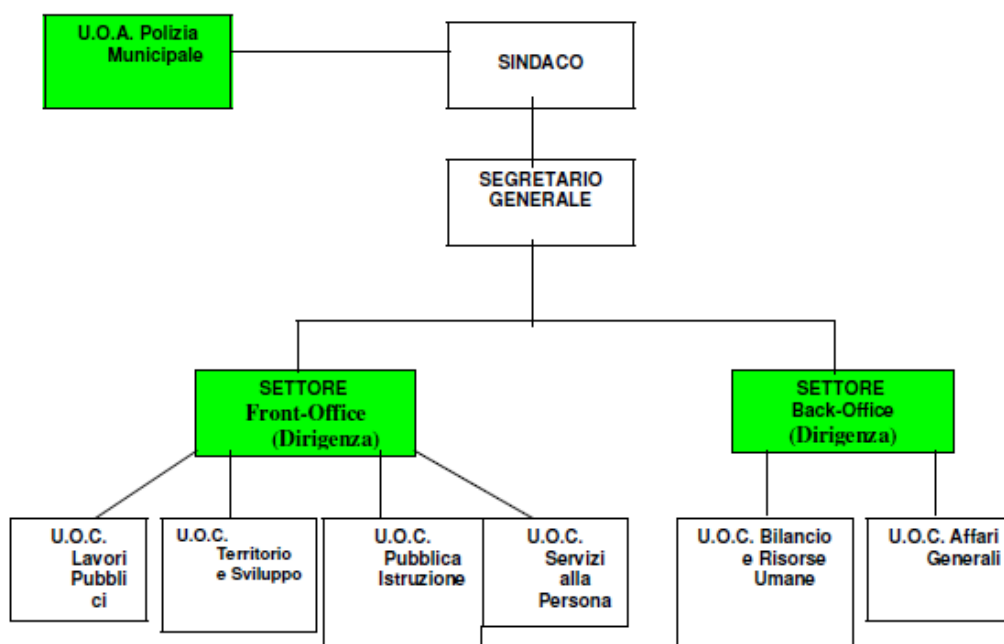 U.O.A. Polizia
Municipale
SINDACO
SEGRETARIO
GENERALE
SETTORE
Front-Office
(Dirigenza)
SETTORE
Back-Office
(Dirigenza)
U.O.C.
Lavori
Pubbli
ci
U.O.C.
Territorio
e Sviluppo
U.O.C.
Pubblica
Istruzione
U.O.C.
Servizi
alla
Persona
U.O.C. Bilancio
e Risorse
Umane
U.O.C. Affari
Generali